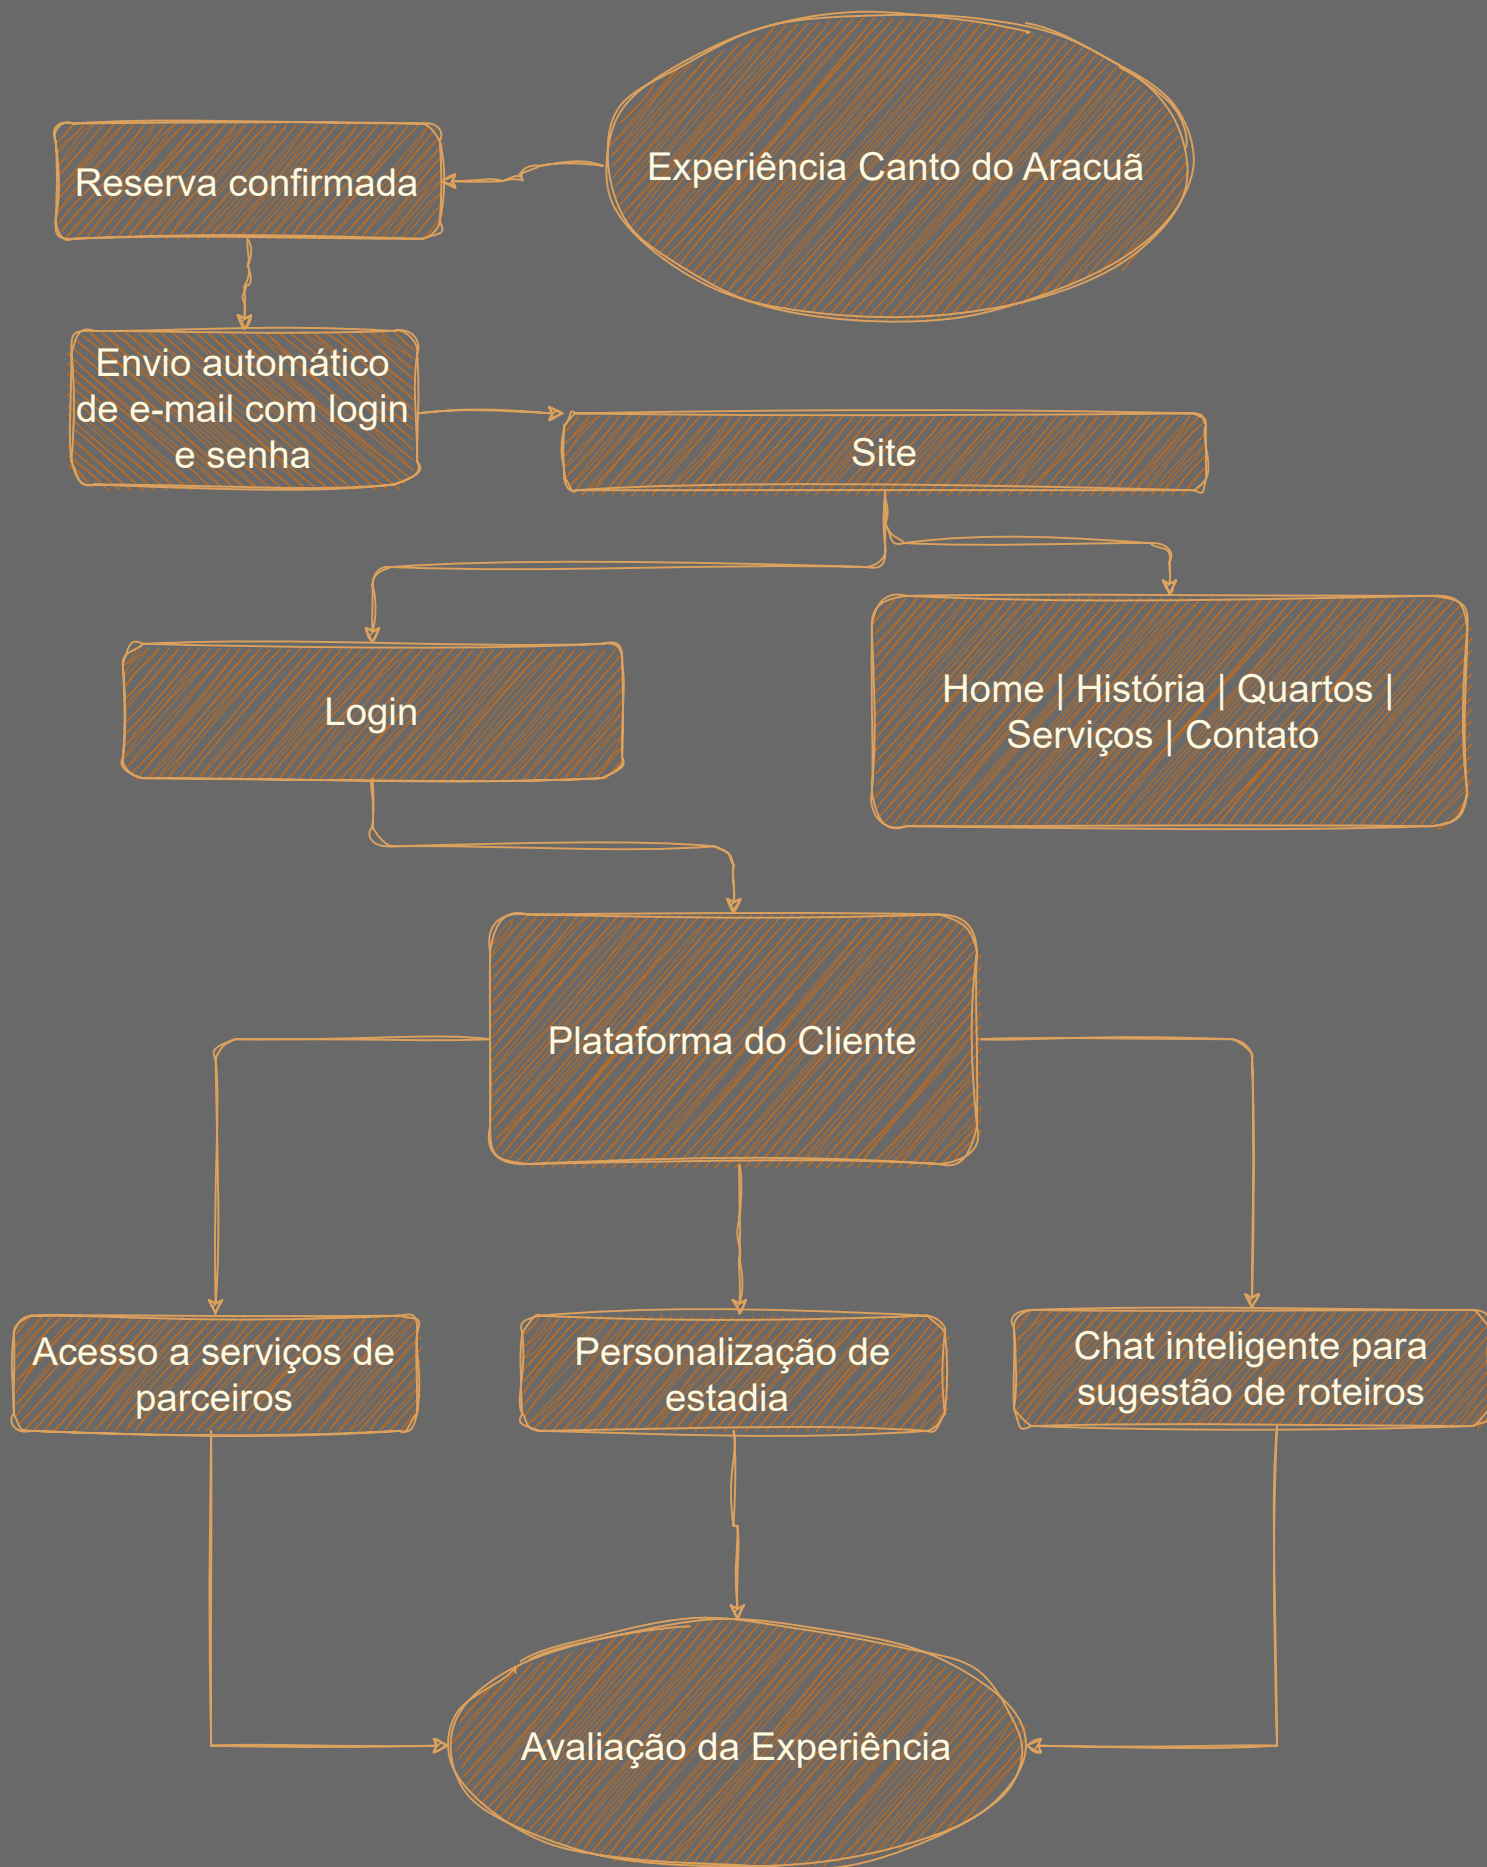 Experiência Canto do Aracuã
Reserva confirmada
Envio automático
de e-mail com login
e senha
Site
Login
Home | História | Quartos |
Serviços | Contato
Plataforma do Cliente
Acesso a serviços de
parceiros
Personalização de
estadia
Chat inteligente para
sugestão de roteiros
Avaliação da Experiência